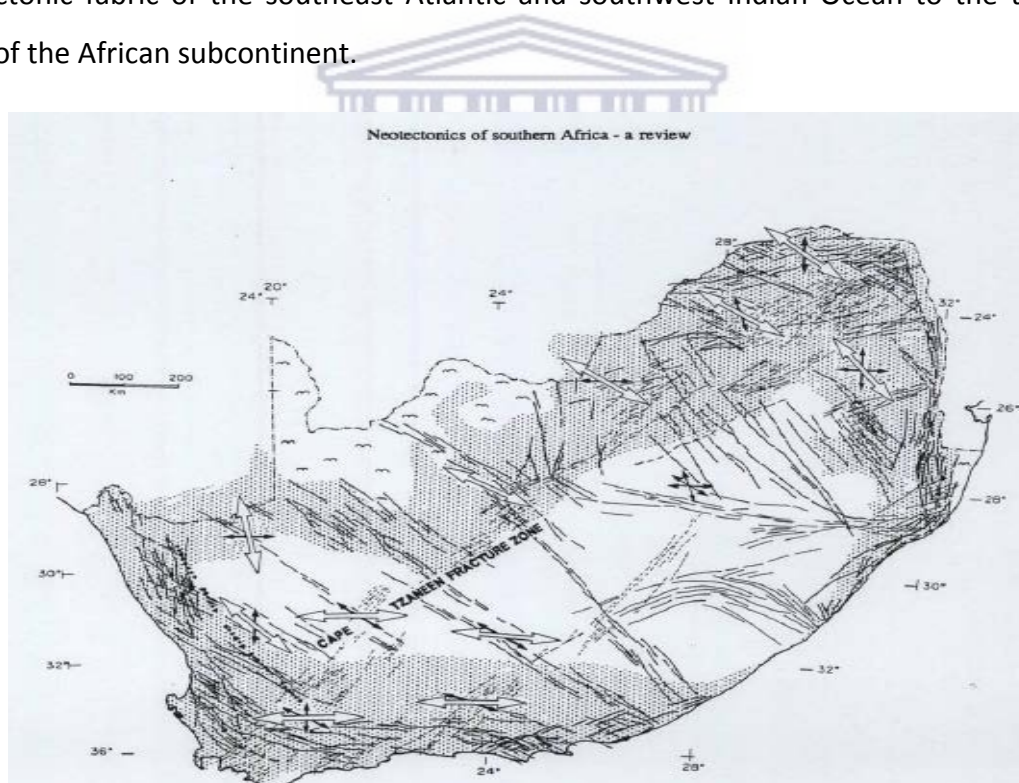 tonic fabric of the southeast Atlantic and southwest Indian Ocean to the
of the African subcontinent.
Neotectonics of southern Africa - a review
28°
24° 20°
24°
32°
24°
0 100 200
Km
26°
28°
28°
CAPE TZANEEN FRACTURE ZONE
30°
30°
32°
32°
36°
24°
28°